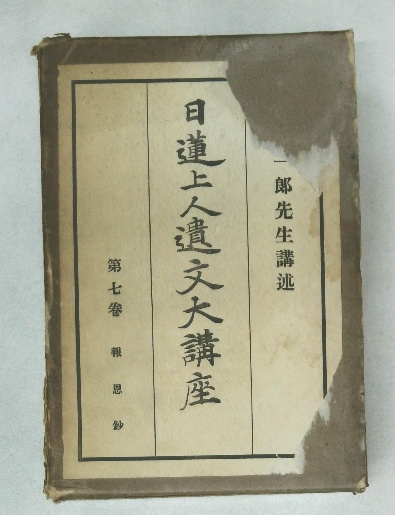 一郎先生講述
日蓮上人遺文大講座
第七卷 報恩鈔